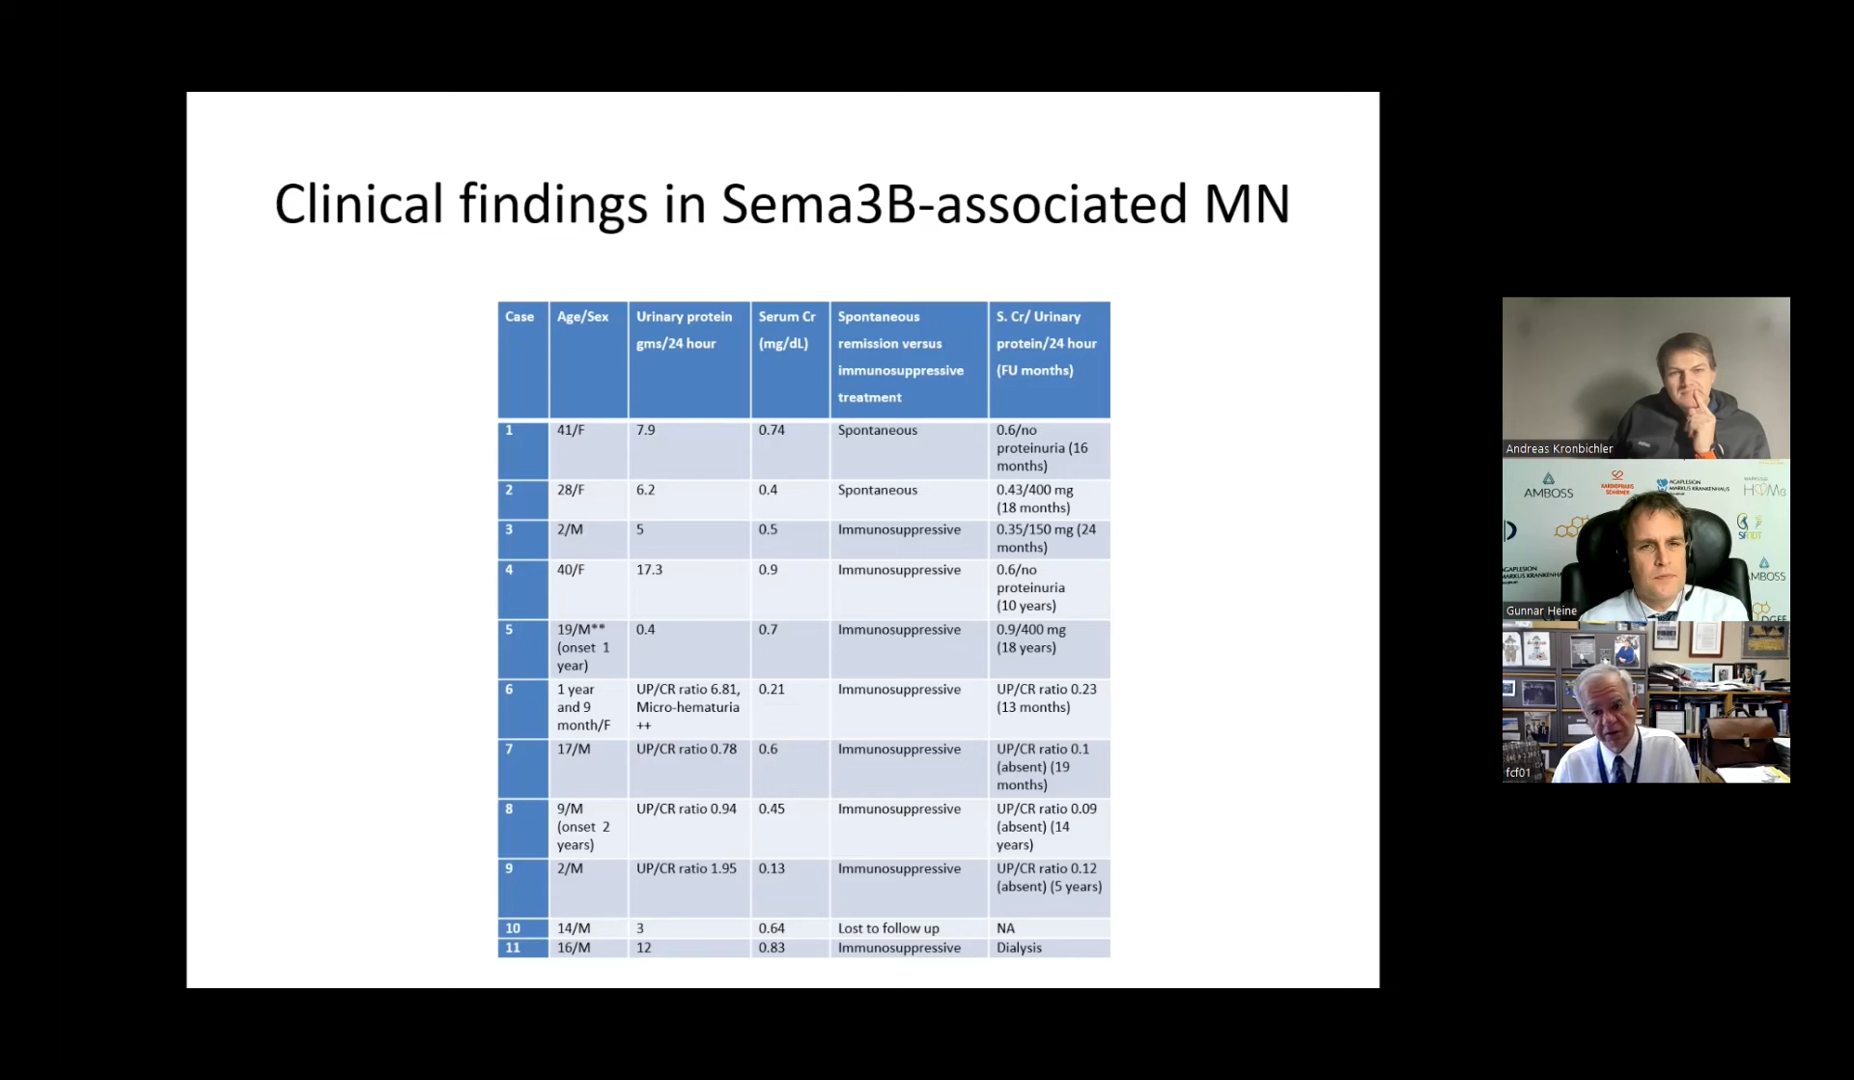 Clinical findings in Sema3B-associated MN
Case Age/Sex Urinary protein gms/24 hour Serum Cr (mg/dL) Spontaneous remission versus immunosuppressive treatment S. Cr/ Urinary protein/24 hour (FU months)
1 41/F 7.9 0.74 Spontaneous 0.6/no proteinuria (16 months)
2 28/F 6.2 0.4 Spontaneous 0.43/400 mg (18 months)
3 2/M 5 0.5 Immunosuppressive 0.35/150 mg (24 months)
4 40/F 17.3 0.9 Immunosuppressive 0.6/no proteinuria (10 years)
5 19/M** (onset 1 year) 0.4 0.7 Immunosuppressive 0.9/400 mg (18 years)
6 1 year and 9 month/F UP/CR ratio 6.81, Micro-hematuria ++ 0.21 Immunosuppressive UP/CR ratio 0.23 (13 months)
7 17/M UP/CR ratio 0.78 0.6 Immunosuppressive UP/CR ratio 0.1 (absent) (19 months)
8 9/M (onset 2 years) UP/CR ratio 0.94 0.45 Immunosuppressive UP/CR ratio 0.09 (absent) (14 years)
9 2/M UP/CR ratio 1.95 0.13 Immunosuppressive UP/CR ratio 0.12 (absent) (5 years)
10 14/M 3 0.64 Lost to follow up NA
11 16/M 12 0.83 Immunosuppressive Dialysis
Andreas Kronbichler
AMBOSS
AGAPLESION
MARKUS KRANKENHAUS
AMBOSS
Gunnar Heine
fcf01